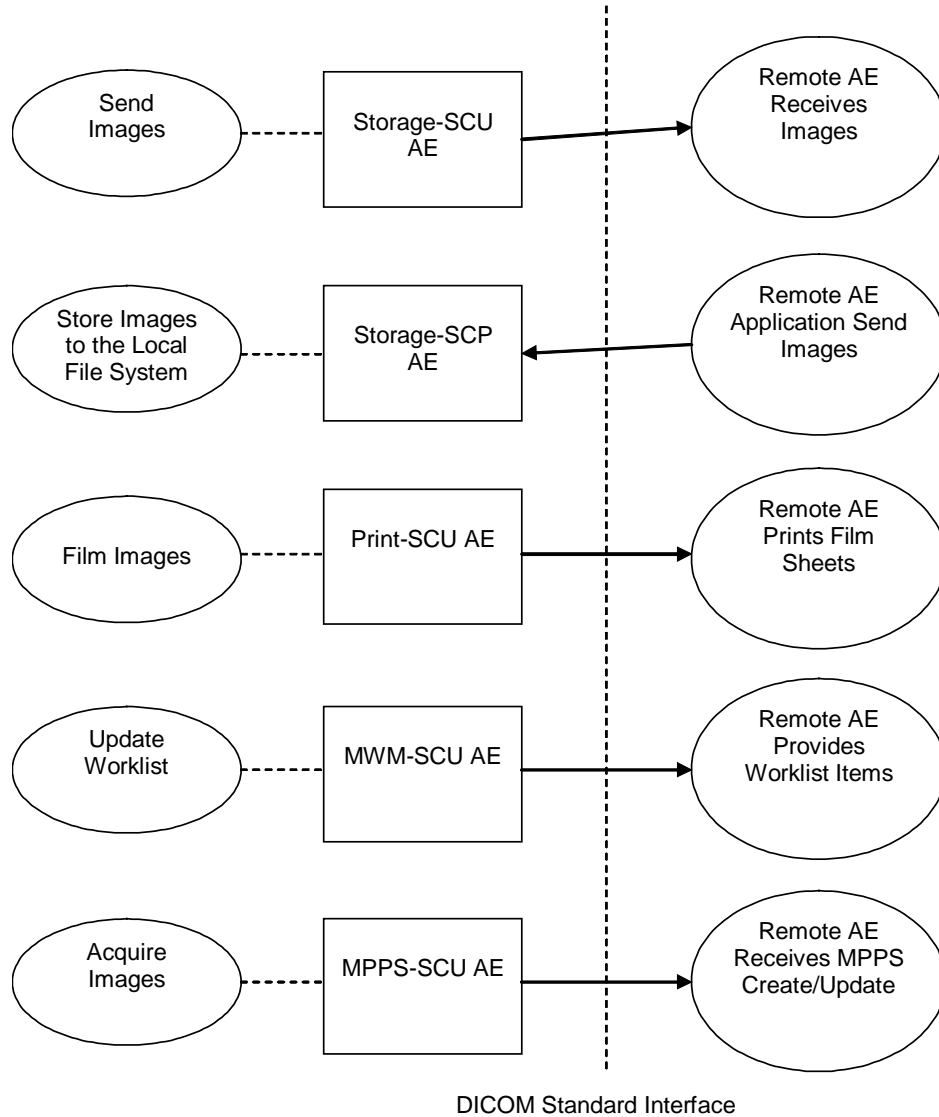 Send
Images
Storage-SCU
AE
Remote AE
Receives
Images
Store Images
to the Local
File System
Storage-SCP
AE
Remote AE
Application Send
Images
Film Images
Print-SCU AE
Remote AE
Prints Film
Sheets
Update
Worklist
MWM-SCU AE
Remote AE
Provides
Worklist Items
Acquire
Images
MPPS-SCU AE
Remote AE
Receives MPPS
Create/Update
DICOM Standard Interface